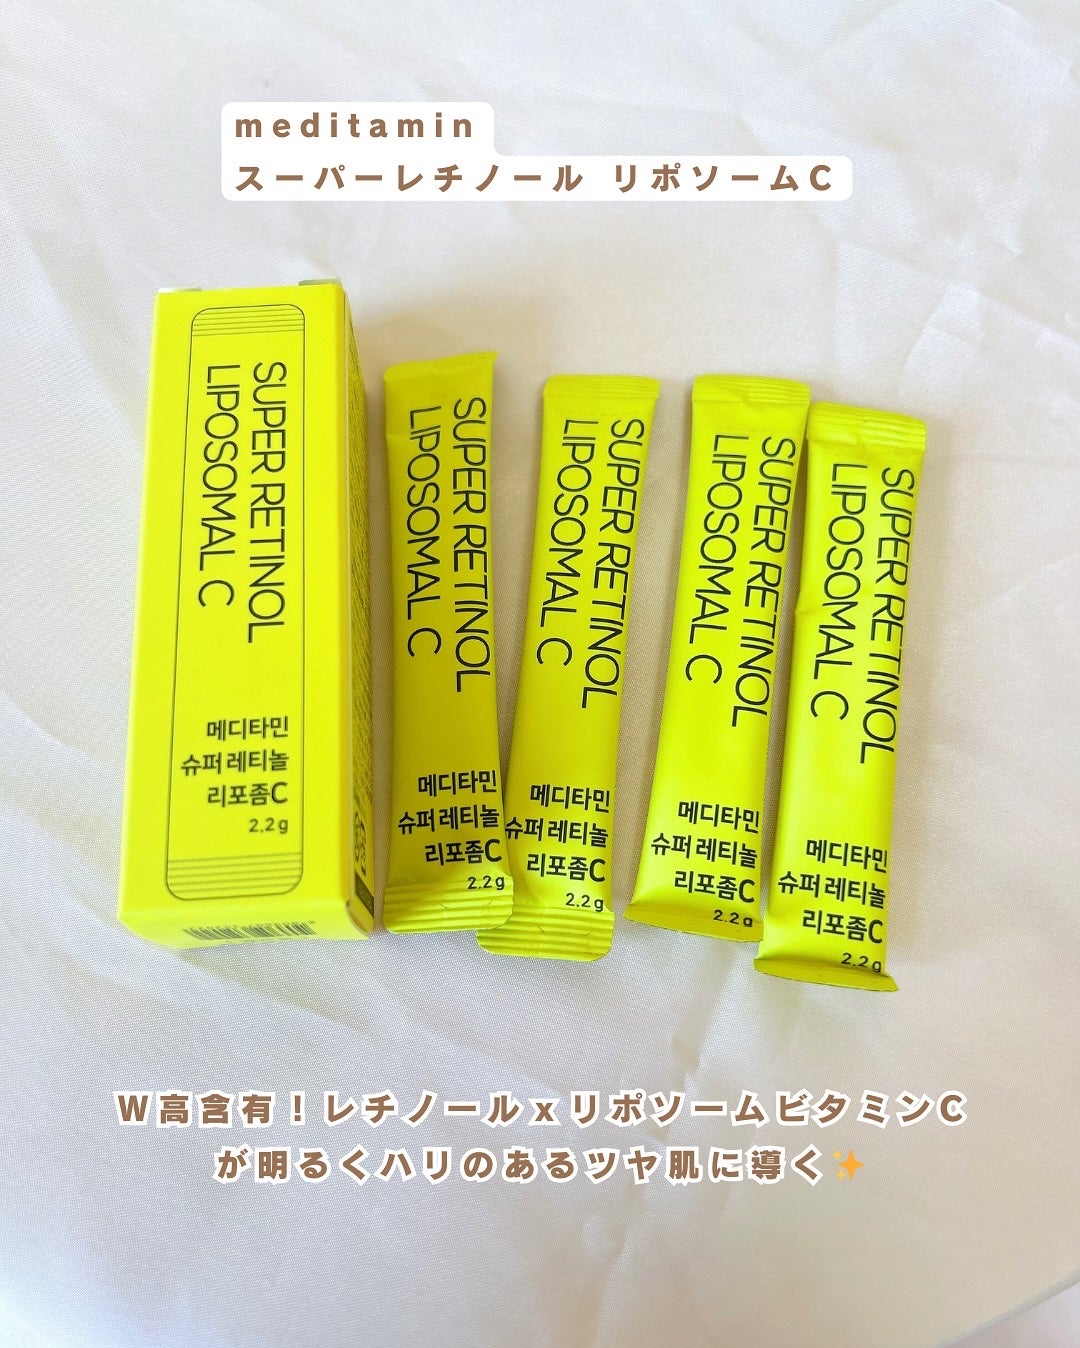 meditamin
スーパーレチノール リポソームC
SUPER RETINOL
LIPOSOMAL C
메디타민
슈퍼 레티놀
리포좀C
2.2g
SUPER RETINOL
LIPOSOMAL C
메디타민
슈퍼 레티놀
리포좀C
2.2g
SUPER RETINOL
LIPOSOMAL C
메디타민
슈퍼 레티놀
리포좀C
2.2g
SUPER RETINOL
LIPOSOMAL C
메디타민
슈퍼 레티놀
리포좀C
2.2g
SUPER RETINOL
LIPOSOMAL C
메디타민
슈퍼 레티놀
리포좀C
2.2g
W高含有！レチノールxリポソームビタミンC
が明るくハリのあるツヤ肌に導く✨